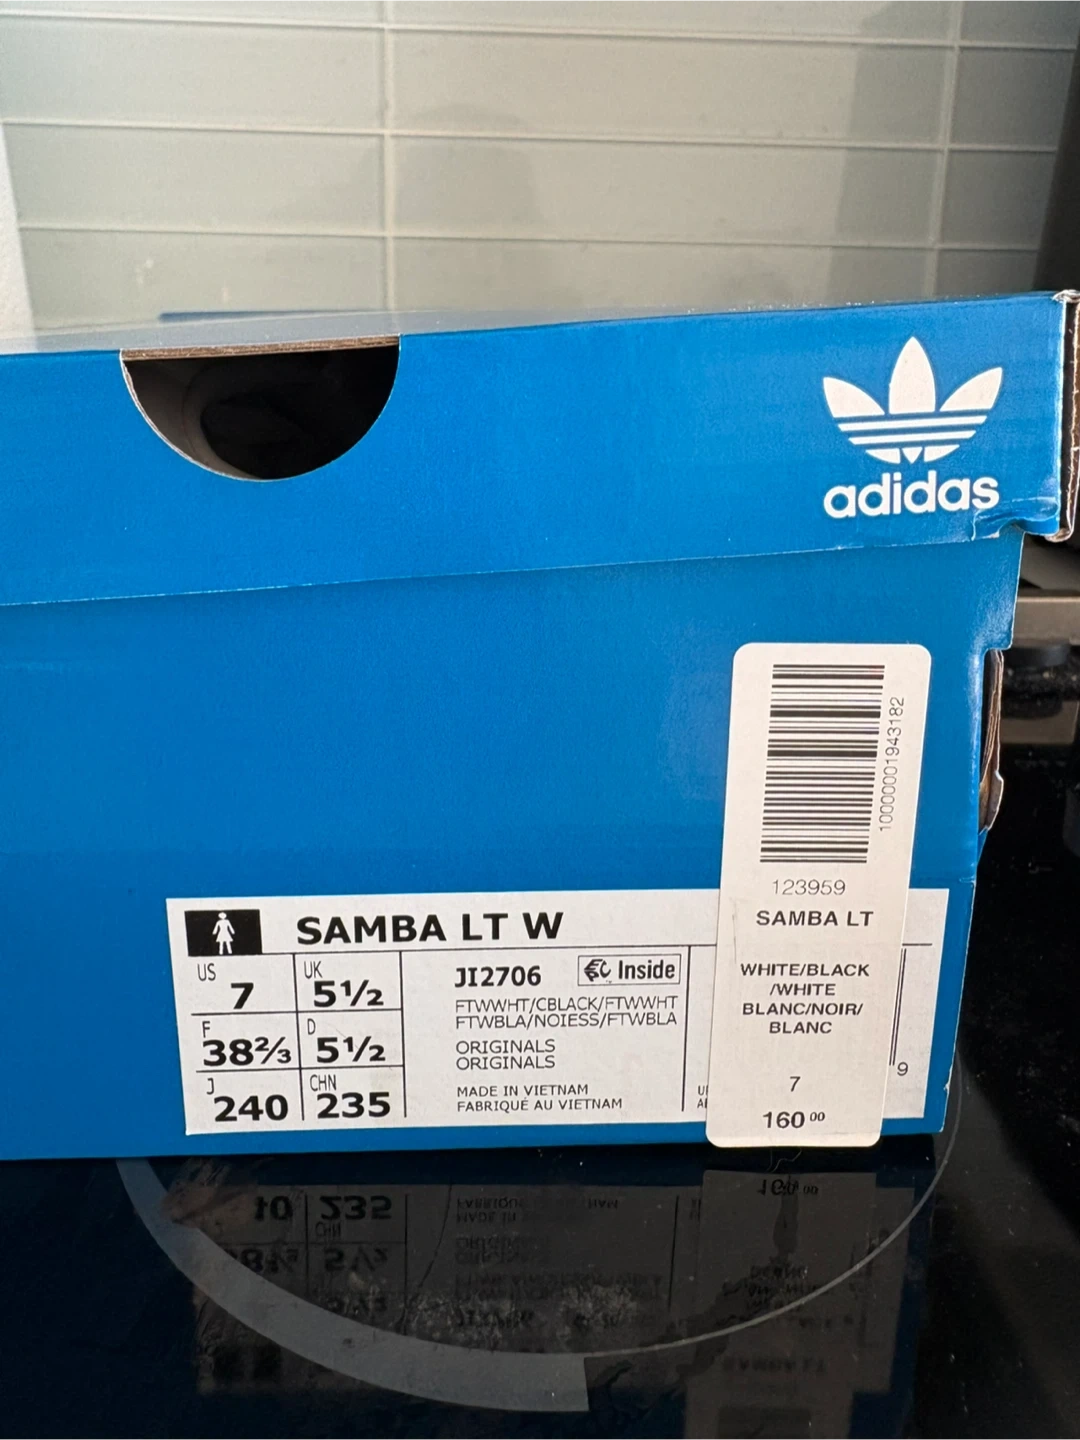 adidas
10000001943182
123959
SAMBA LT
WHITE/BLACK
/WHITE
BLANC/NOIR/
BLANC
7
160 00
SAMBA LT W
US
7
UK
5½
F
38⅔
D
5½
J
240
CHN
235
JI2706
Inside
FTWWHT/CBLACK/FTWWHT
FTWBLA/NOIESS/FTWBLA
ORIGINALS
ORIGINALS
MADE IN VIETNAM
FABRIQUÉ AU VIETNAM
9